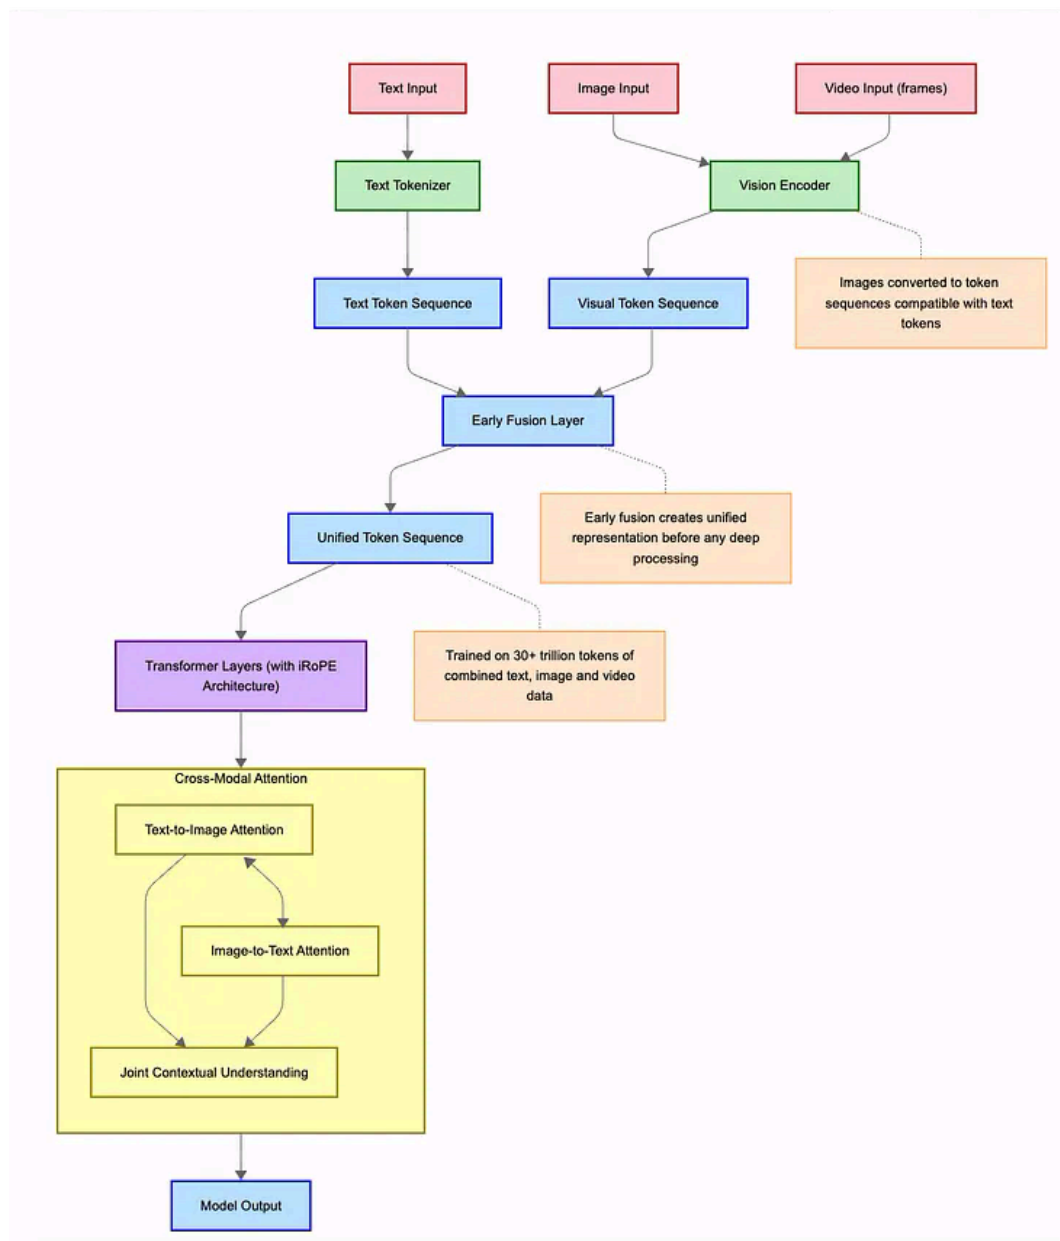 Text Input
Image Input
Video Input (frames)
Text Tokenizer
Vision Encoder
Text Token Sequence
Visual Token Sequence
Images converted to token
sequences compatible with text
tokens
Early Fusion Layer
Unified Token Sequence
Early fusion creates unified
representation before any deep
processing
Transformer Layers (with iRoPE
Architecture)
Trained on 30+ trillion tokens of
combined text, image and video
data
Cross-Modal Attention
Text-to-Image Attention
Image-to-Text Attention
Joint Contextual Understanding
Model Output